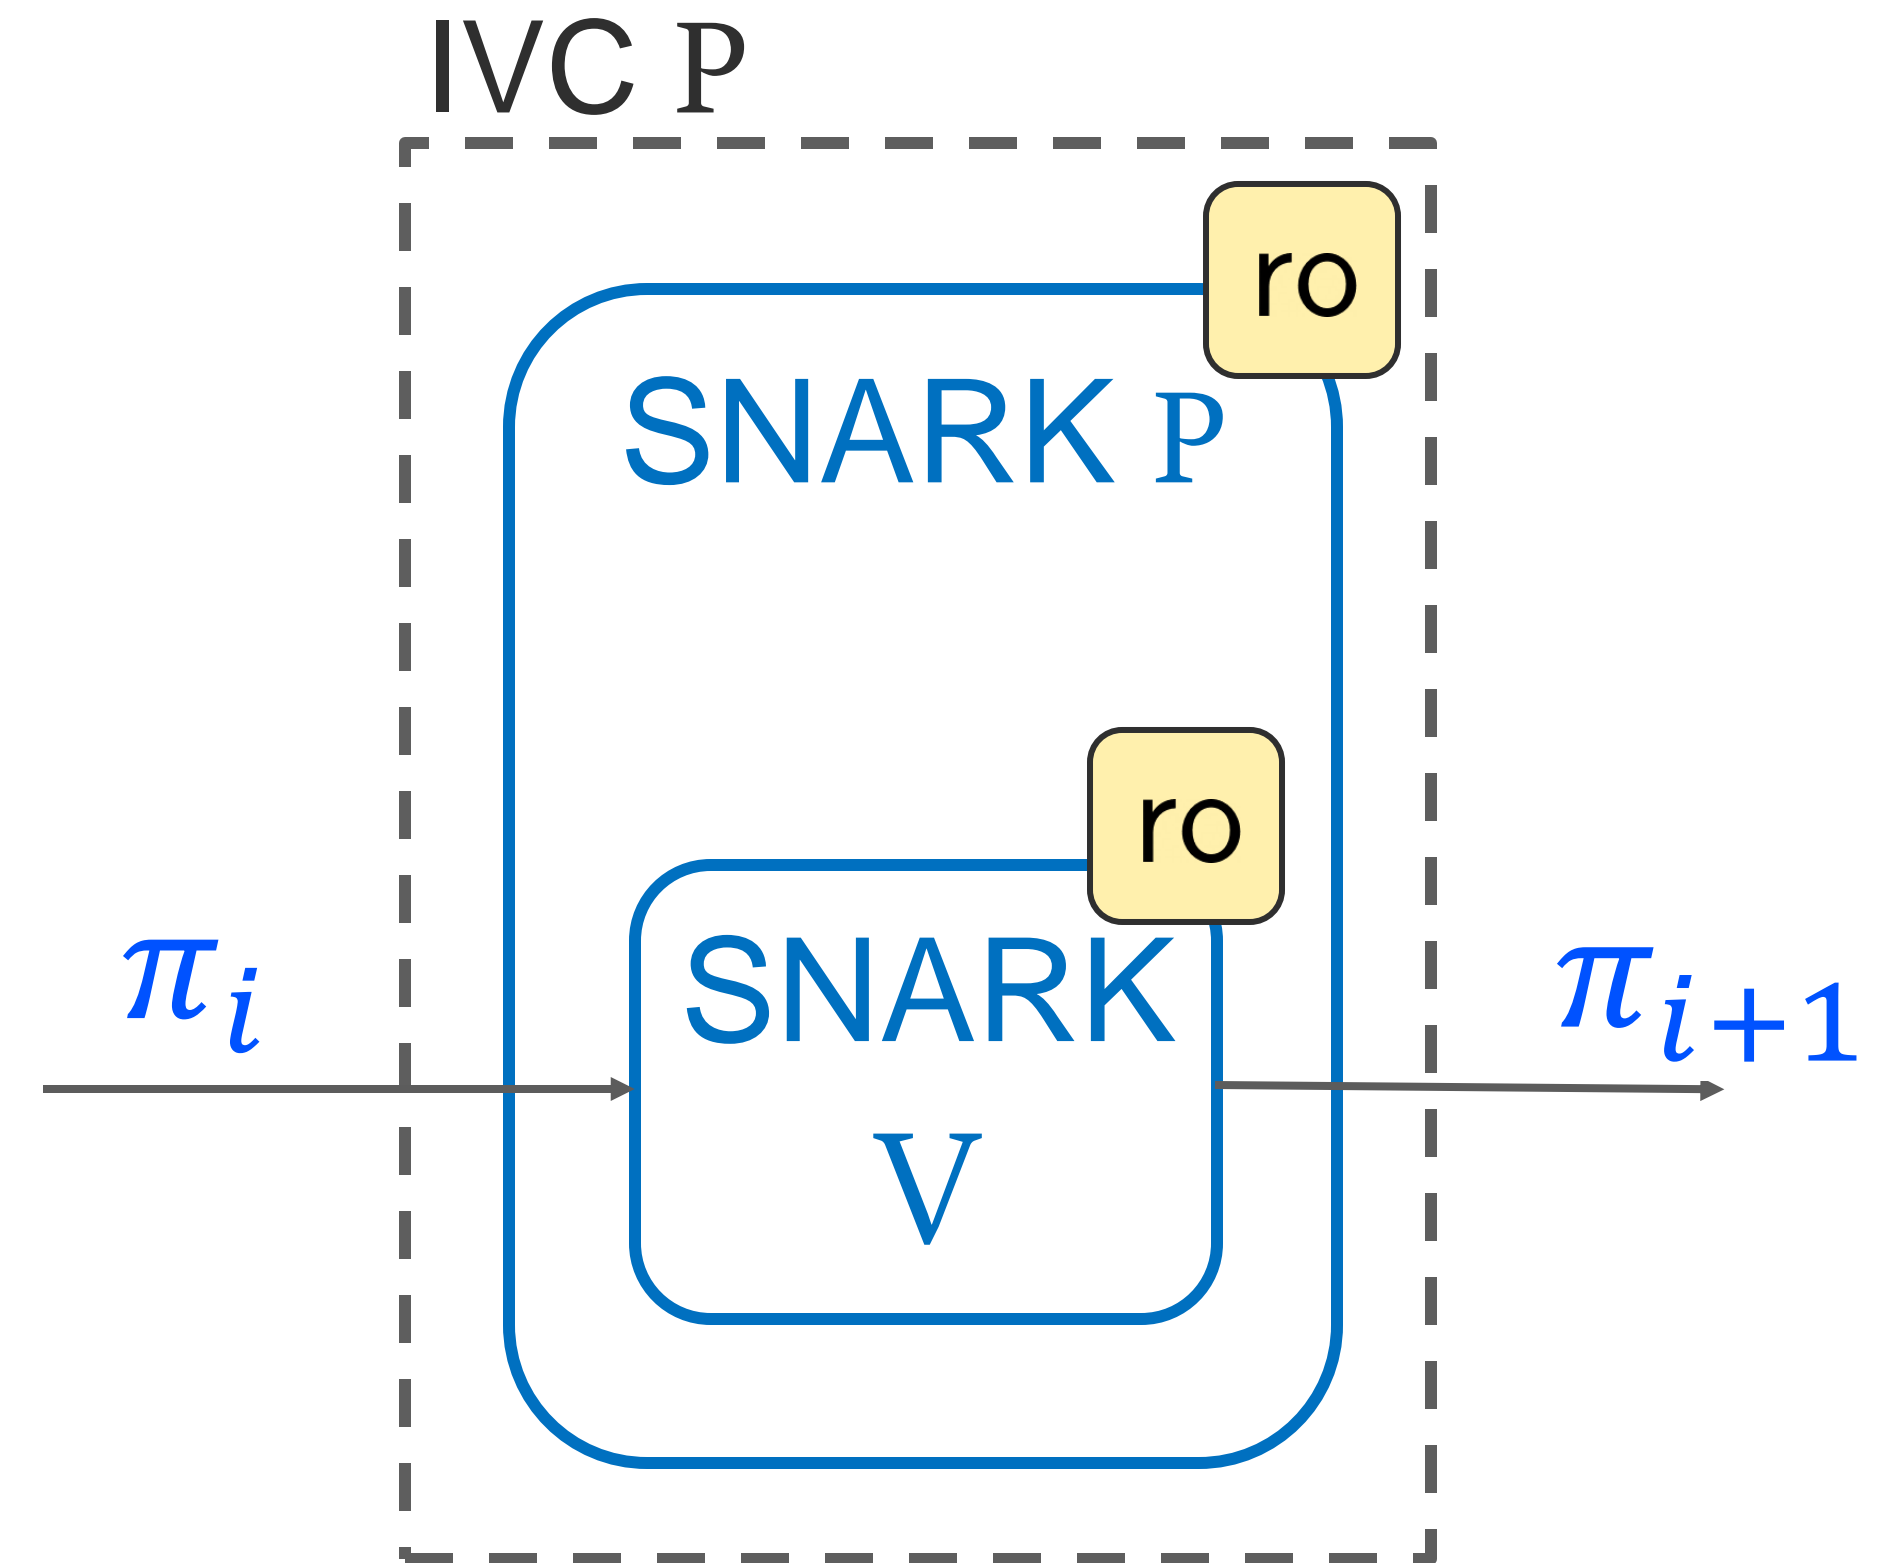 IVC P
ro
SNARK P
ro
SNARK
V
π_i
π_{i+1}